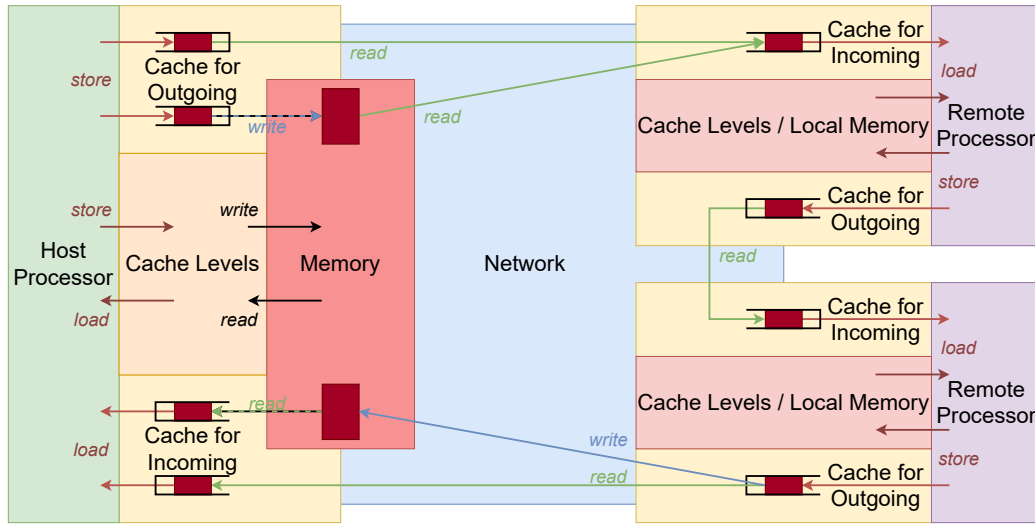 store
Cache for
Outgoing
write
read
read
Cache for
Incoming
load
Cache Levels / Local Memory
Remote
Processor
store
Cache for
Outgoing
read
Host
Processor
store
load
Cache Levels
write
read
Memory
Network
Cache for
Incoming
load
Cache Levels / Local Memory
Remote
Processor
store
Cache for
Outgoing
load
Cache for
Incoming
read
write
read